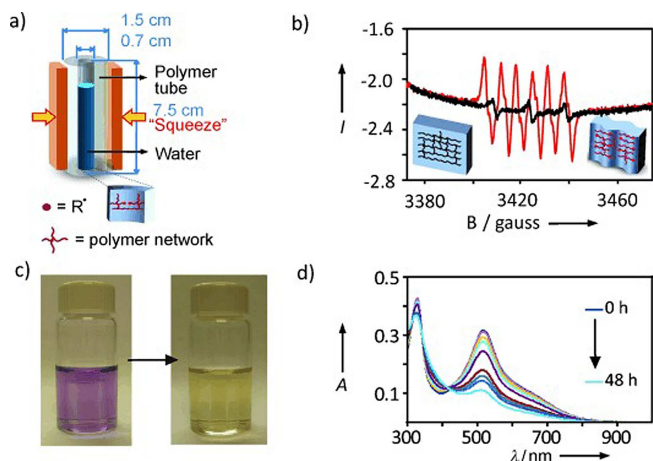 a)
1.5 cm
0.7 cm
Polymer
tube
7.5 cm
"Squeeze"
Water
● = R•
= polymer network
b)
-1.6
-2.0
-2.4
-2.8
I
3380
3420
3460
B / gauss
c)
d)
0.5
0.3
0.1
A
0 h
48 h
300
500
700
900
λ/nm